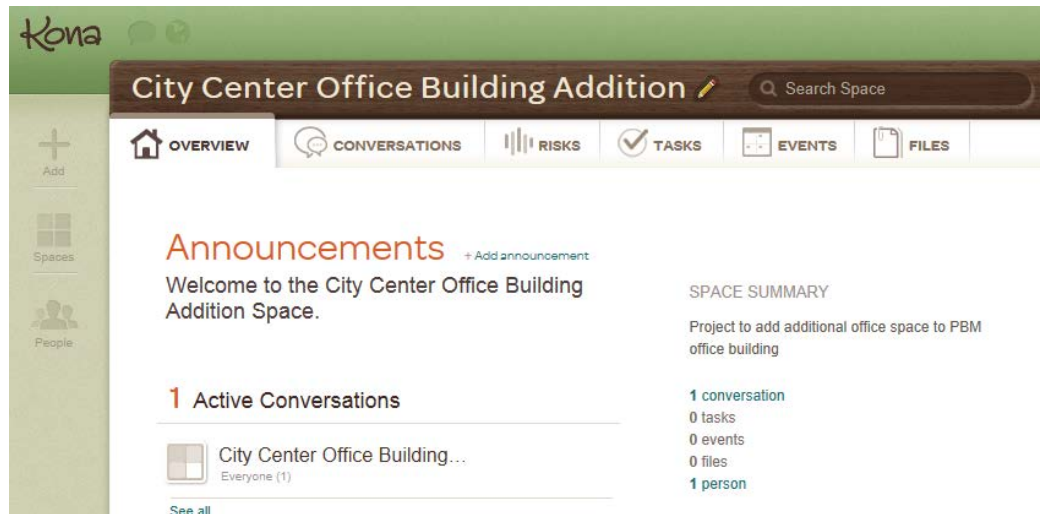 Kona
City Center Office Building Addition
Search Space
OVERVIEW
CONVERSATIONS
RISKS
TASKS
EVENTS
FILES
Add
Spaces
People
Announcements + Add announcement
Welcome to the City Center Office Building
Addition Space.
1 Active Conversations
City Center Office Building...
Everyone (1)
See all
SPACE SUMMARY
Project to add additional office space to PBM
office building
1 conversation
0 tasks
0 events
0 files
1 person